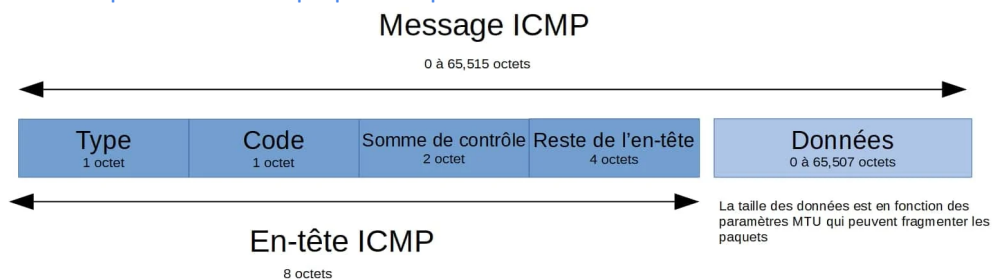 Message ICMP
0 à 65,515 octets
Type
1 octet
Code
1 octet
Somme de contrôle
2 octet
Reste de l'en-tête
4 octets
Données
0 à 65,507 octets
La taille des données est en fonction des
paramètres MTU qui peuvent fragmenter les
paquets
En-tête ICMP
8 octets